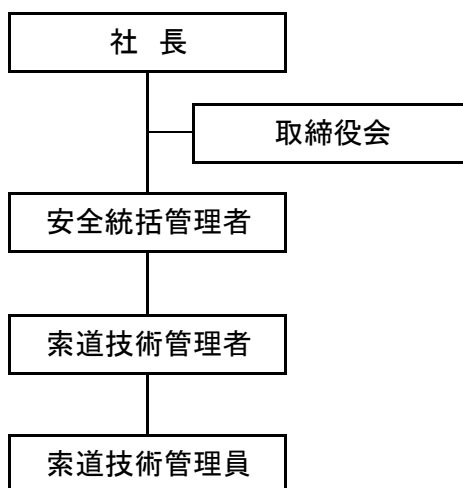 社 長
取締役会
安全統括管理者
索道技術管理者
索道技術管理員